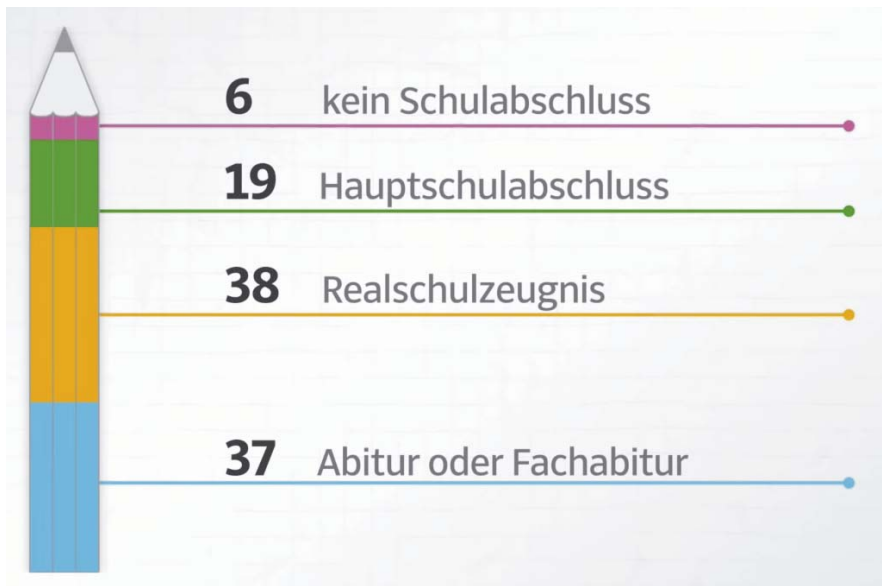 6 kein Schulabschluss
19 Hauptschulabschluss
38 Realschulzeugnis
37 Abitur oder Fachabitur